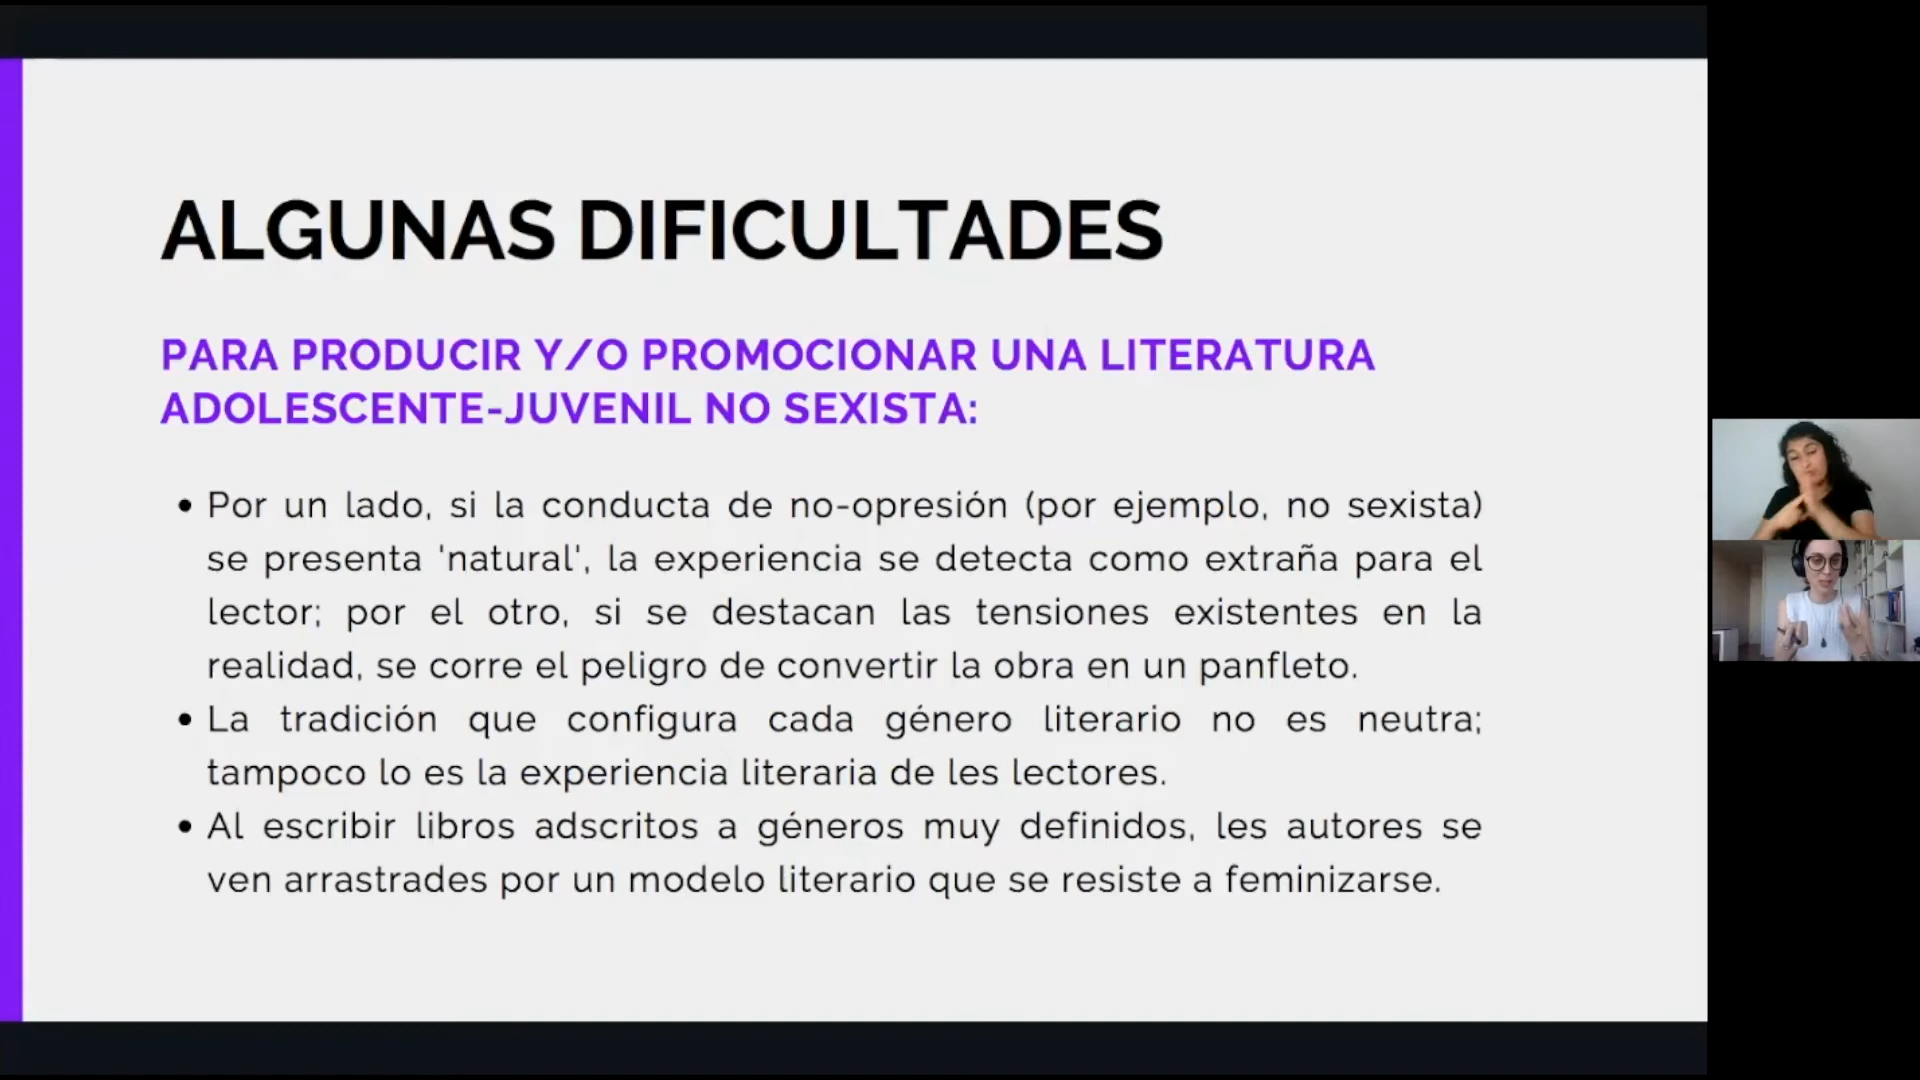 ALGUNAS DIFICULTADES
PARA PRODUCIR Y/O PROMOCIONAR UNA LITERATURA
ADOLESCENTE-JUVENIL NO SEXISTA:
• Por un lado, si la conducta de no-opresión (por ejemplo, no sexista)
se presenta 'natural', la experiencia se detecta como extraña para el
lector; por el otro, si se destacan las tensiones existentes en la
realidad, se corre el peligro de convertir la obra en un panfleto.
• La tradición que configura cada género literario no es neutra;
tampoco lo es la experiencia literaria de les lectores.
• Al escribir libros adscritos a géneros muy definidos, les autores se
ven arrastrades por un modelo literario que se resiste a feminizarse.